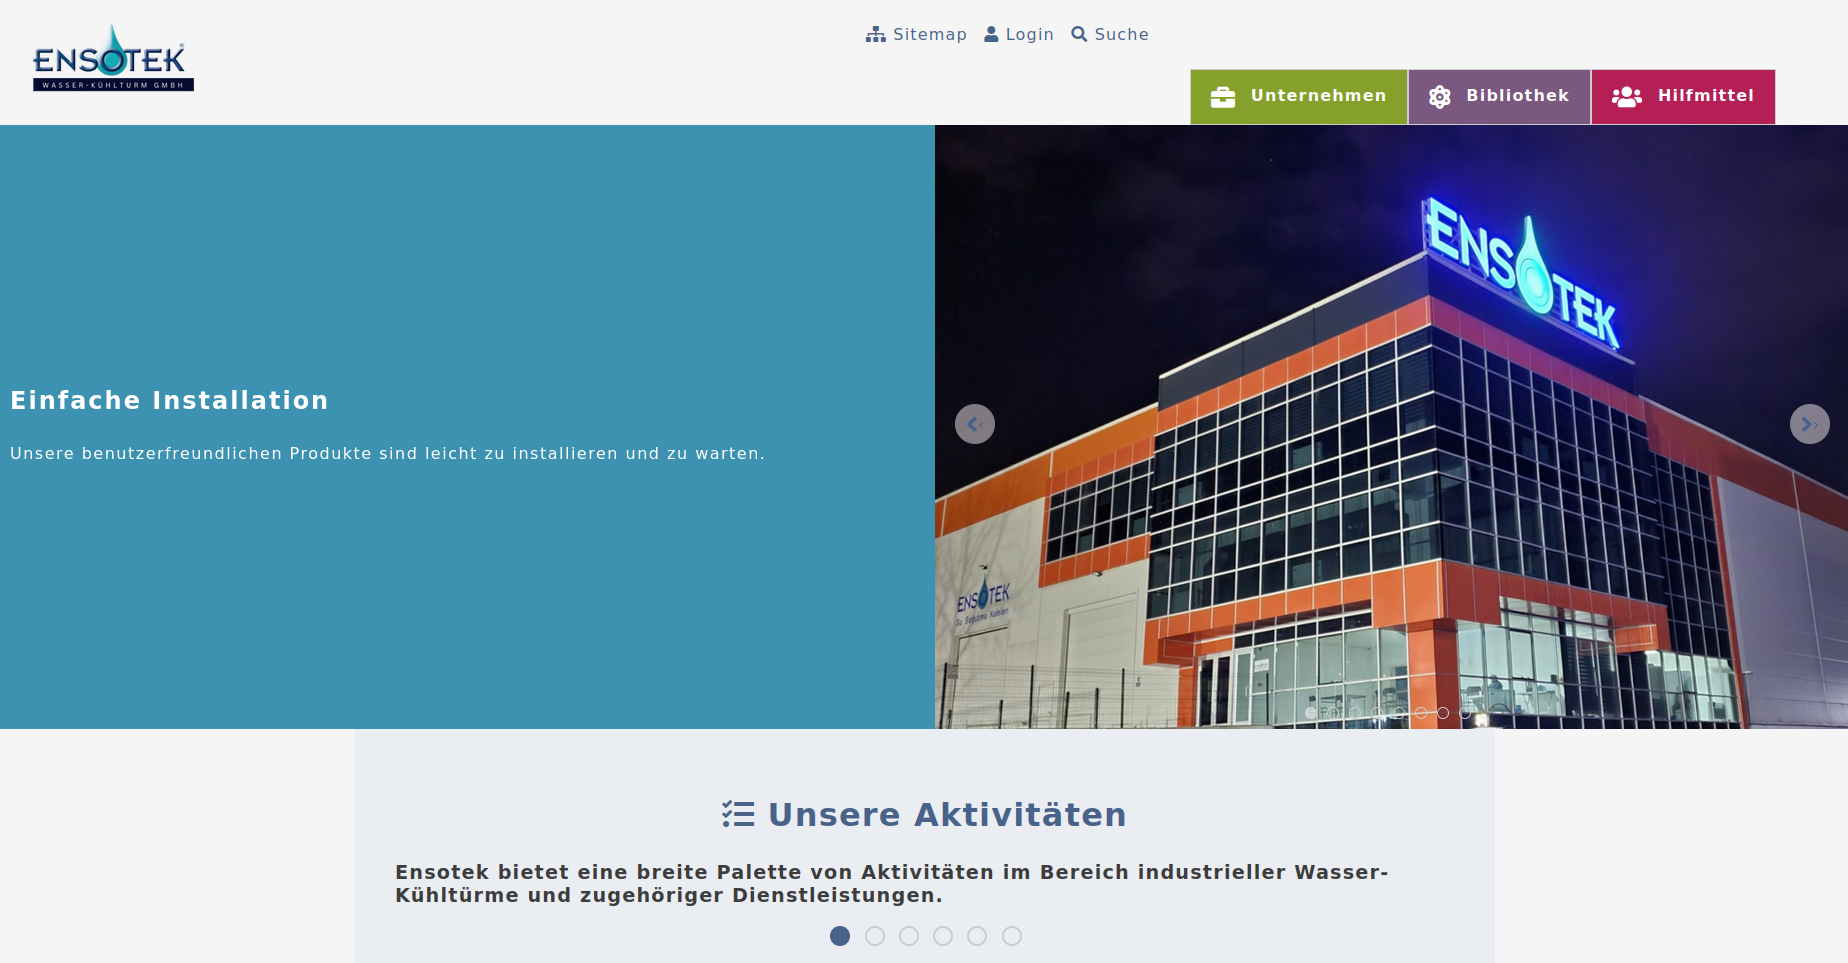 ENSOTEK
WASSER-KÜHLTURM GMBH
Sitemap Login Suche
Unternehmen Bibliothek Hilfmittel
Einfache Installation
Unsere benutzerfreundlichen Produkte sind leicht zu installieren und zu warten.
ENSOTEK
ENSOTEK
Su Soğutma Kuleleri
Unsere Aktivitäten
Ensotek bietet eine breite Palette von Aktivitäten im Bereich industrieller Wasser-
Kühltürme und zugehöriger Dienstleistungen.